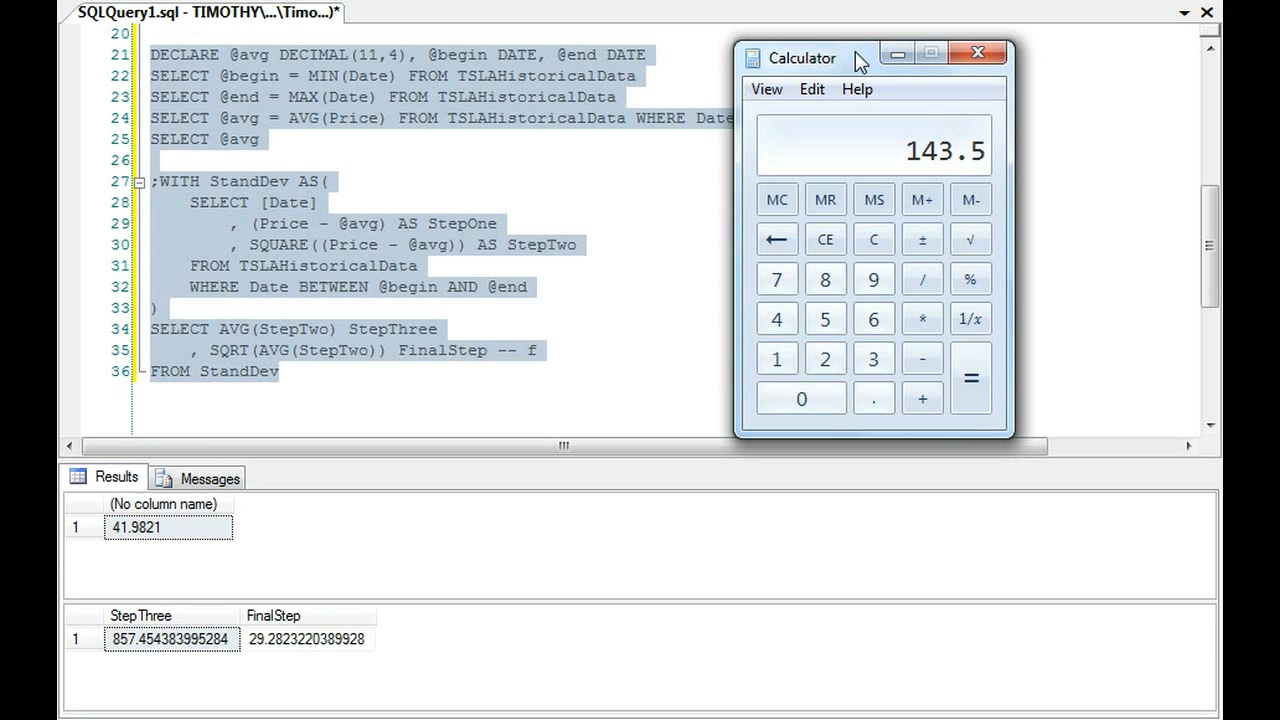 SQLQuery1.sql - TIMOTHY\...\Timo...)*
20
21 DECLARE @avg DECIMAL(11,4), @begin DATE, @end DATE
22 SELECT @begin = MIN(Date) FROM TSLAHistoricalData
23 SELECT @end = MAX(Date) FROM TSLAHistoricalData
24 SELECT @avg = AVG(Price) FROM TSLAHistoricalData WHERE Date
25 SELECT @avg
26
27 ;WITH StandDev AS(
28 SELECT [Date]
29 , (Price - @avg) AS StepOne
30 , SQUARE((Price - @avg)) AS StepTwo
31 FROM TSLAHistoricalData
32 WHERE Date BETWEEN @begin AND @end
33 )
34 SELECT AVG(StepTwo) StepThree
35 , SQRT(AVG(StepTwo)) FinalStep -- f
36 FROM StandDev
Calculator
View Edit Help
143.5
MC MR MS M+ M-
← CE C ± √
7 8 9 / %
4 5 6 * 1/x
1 2 3 - =
0 . +
Results Messages
(No column name)
1 41.9821
StepThree FinalStep
1 857.454383995284 29.2823220389928